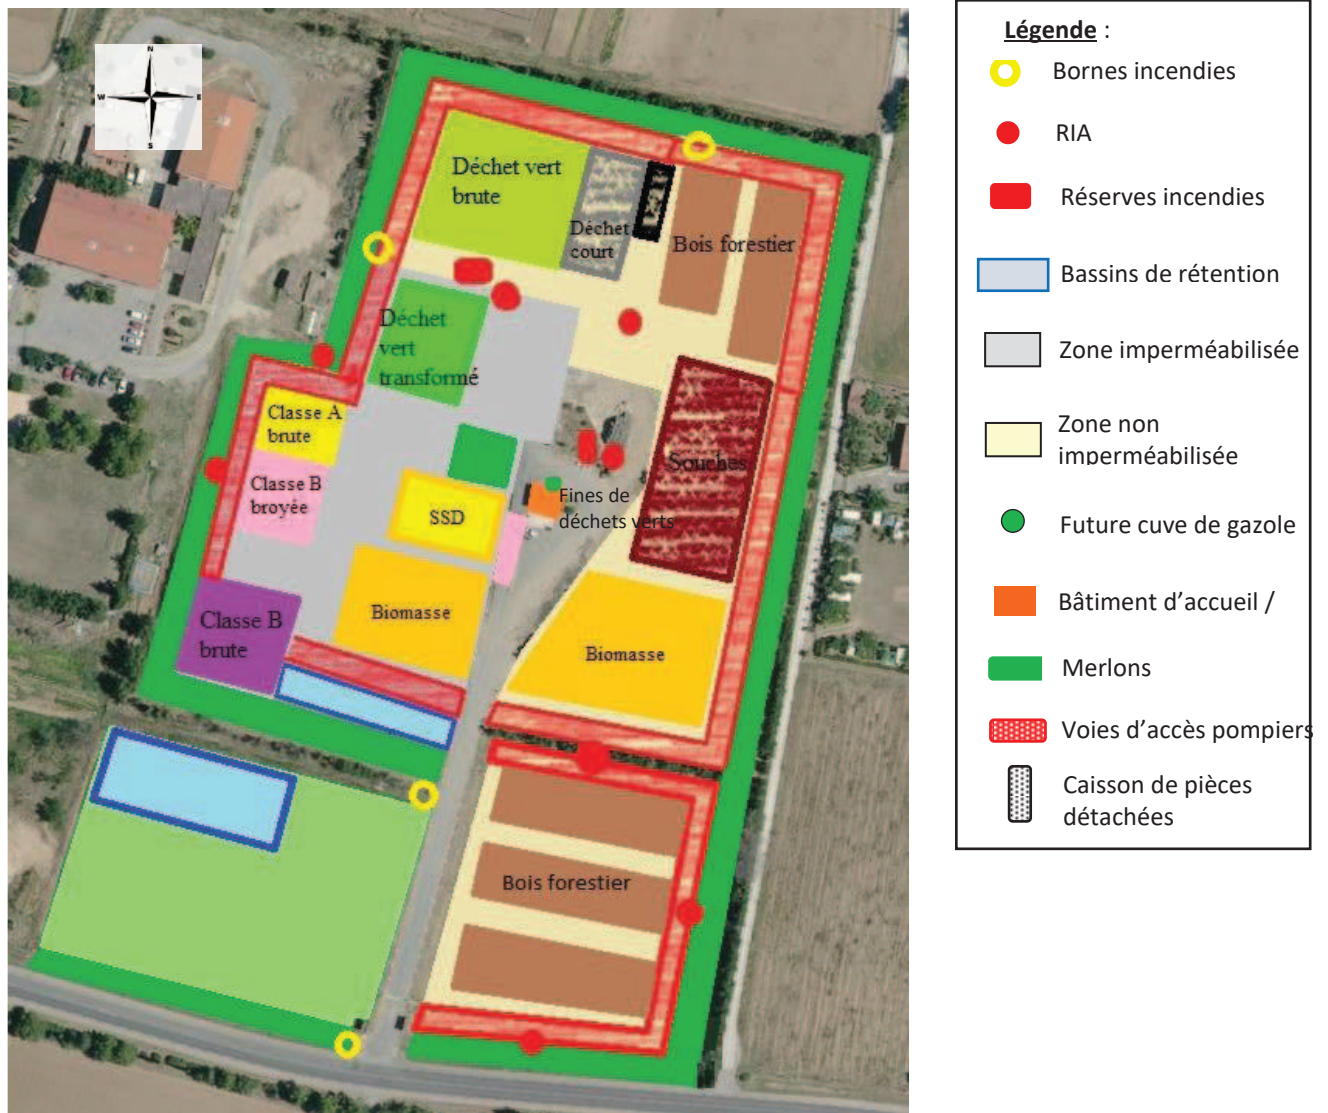 N
W
E
S
Déchet vert
brute
Déchet
court
Bois forestier
Déchet
vert
transformé
Classe A
brute
Classe B
broyée
Souches
SSD
Fines de
déchets verts
Classe B
brute
Biomasse
Biomasse
Bois forestier
Légende :
Bornes incendies
RIA
Réserves incendies
Bassins de rétention
Zone imperméabilisée
Zone non
imperméabilisée
Future cuve de gazole
Bâtiment d'accueil /
Merlons
Voies d'accès pompiers
Caisson de pièces
détachées